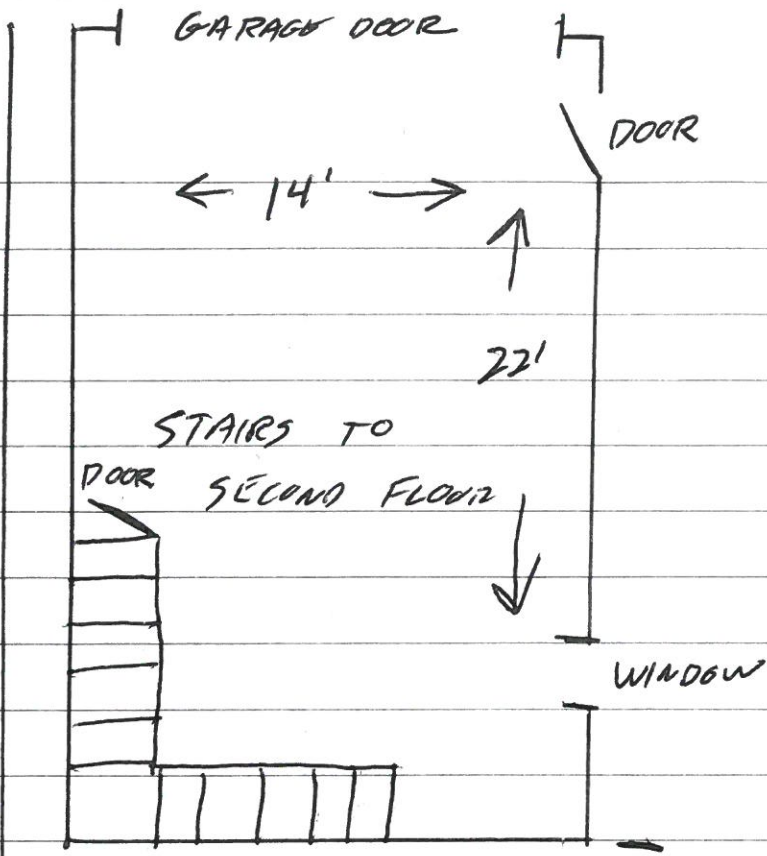 GARAGE DOOR
DOOR
← 14' →
22'
STAIRS TO
DOOR
SECOND FLOOR
WINDOW